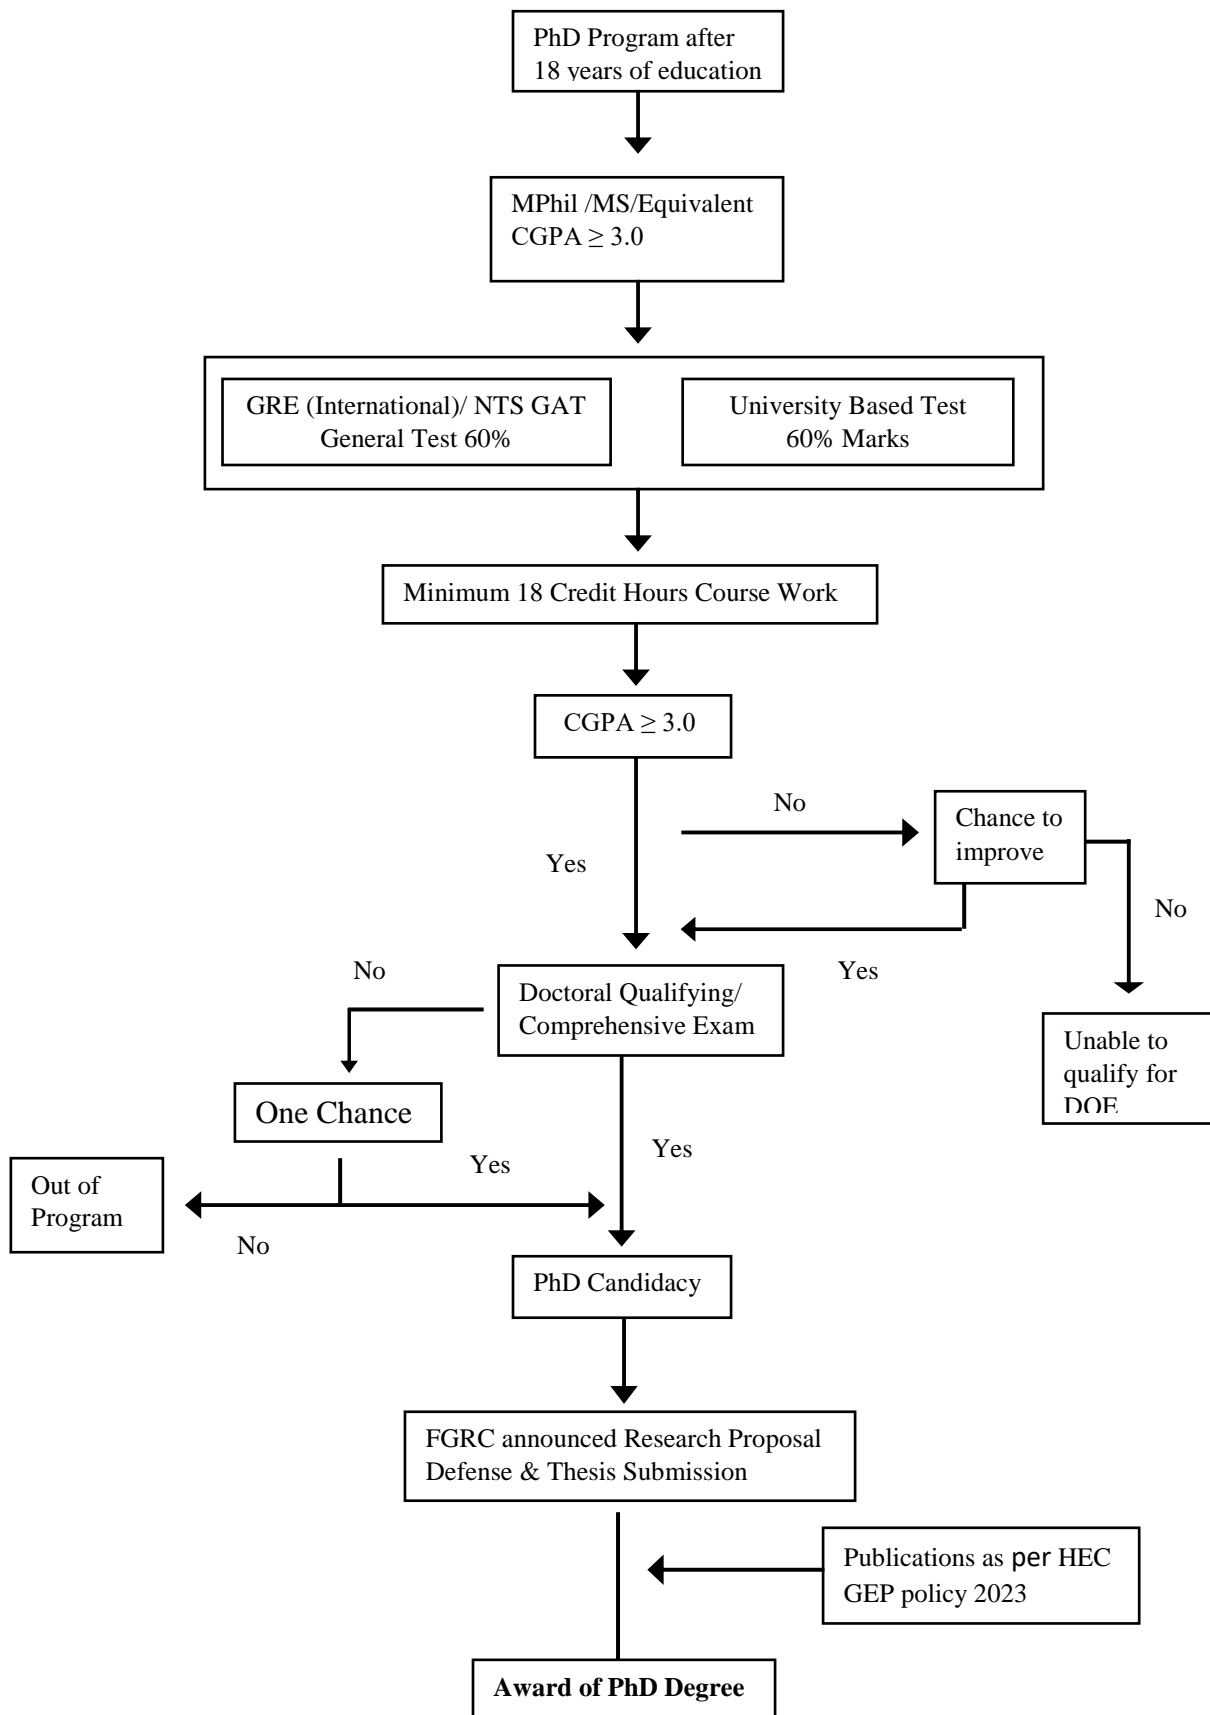 PhD Program after
18 years of education
MPhil /MS/Equivalent
CGPA ≥ 3.0
GRE (International)/ NTS GAT
General Test 60%
University Based Test
60% Marks
Minimum 18 Credit Hours Course Work
CGPA ≥ 3.0
No
Chance to
improve
Yes
No
Yes
No
Doctoral Qualifying/
Comprehensive Exam
Unable to
qualify for
One Chance
Yes
Yes
Out of
Program
No
PhD Candidacy
FGRC announced Research Proposal
Defense & Thesis Submission
Publications as per HEC
GEP policy 2023
Award of PhD Degree